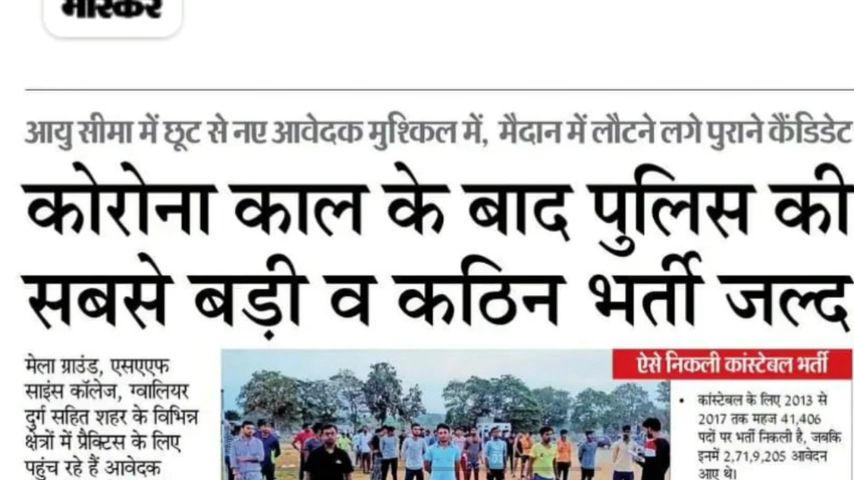 भास्कर
आयु सीमा में छूट से नए आवेदक मुश्किल में, मैदान में लौटने लगे पुराने कैंडिडेट
कोरोना काल के बाद पुलिस की
सबसे बड़ी व कठिन भर्ती जल्द
मेला ग्राउंड, एसएएफ
साइंस कॉलेज, ग्वालियर
दुर्ग सहित शहर के विभिन्न
क्षेत्रों में प्रैक्टिस के लिए
पहुंच रहे हैं आवेदक
ऐसे निकली कांस्टेबल भर्ती
• कांस्टेबल के लिए 2013 से
2017 तक महज 41,406
पदों पर भर्ती निकली है, जबकि
इनमें 2,71,9,205 आवेदन
आए थे।